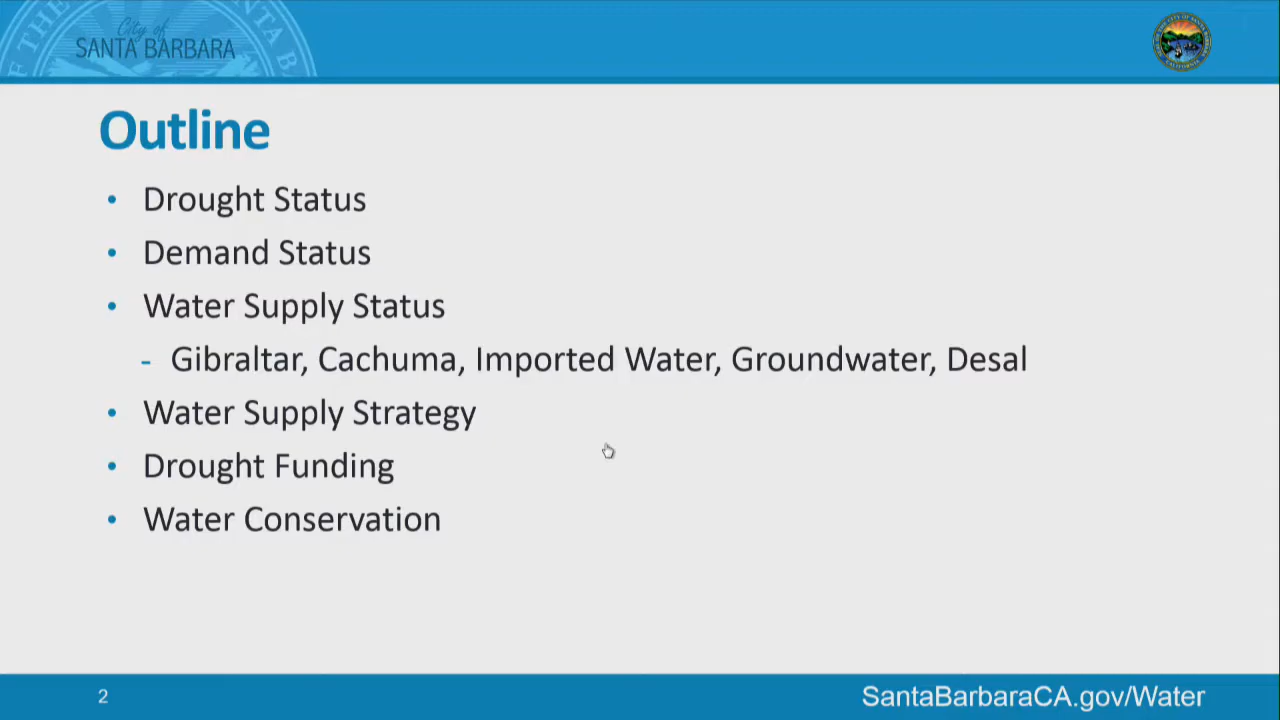 City of
SANTA BARBARA
Outline
• Drought Status
• Demand Status
• Water Supply Status
- Gibraltar, Cachuma, Imported Water, Groundwater, Desal
• Water Supply Strategy
• Drought Funding
• Water Conservation
2
SantaBarbaraCA.gov/Water